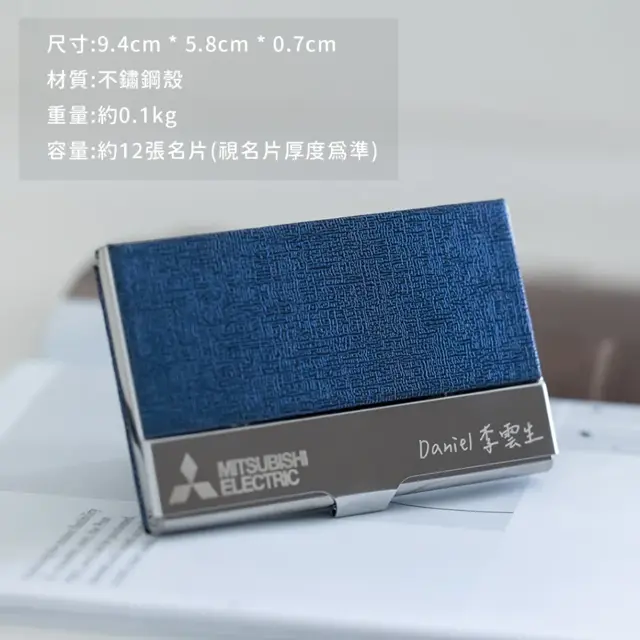 尺寸:9.4cm * 5.8cm * 0.7cm
材質:不鏽鋼殼
重量:約0.1kg
容量:約12張名片(視名片厚度爲準)
MITSUBISHI
ELECTRIC
Daniel 李雲生